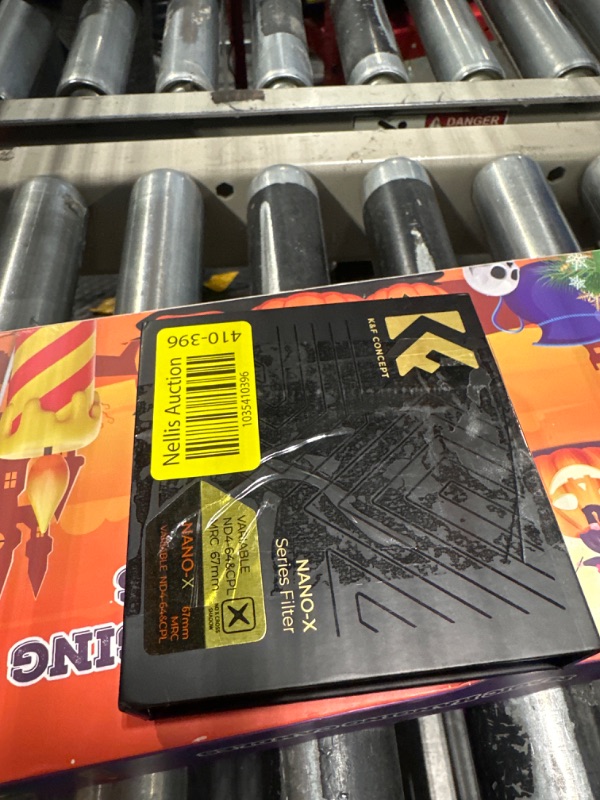 DANGER
K&F CONCEPT
Nellis Auction
410-396
1035410396
NANO-X
Series Filter
VARIABLE
ND4-64&CPL
MRC 67mm
NANO-X
67mm
MRC
VARIABLE ND4-64&CPL
ING